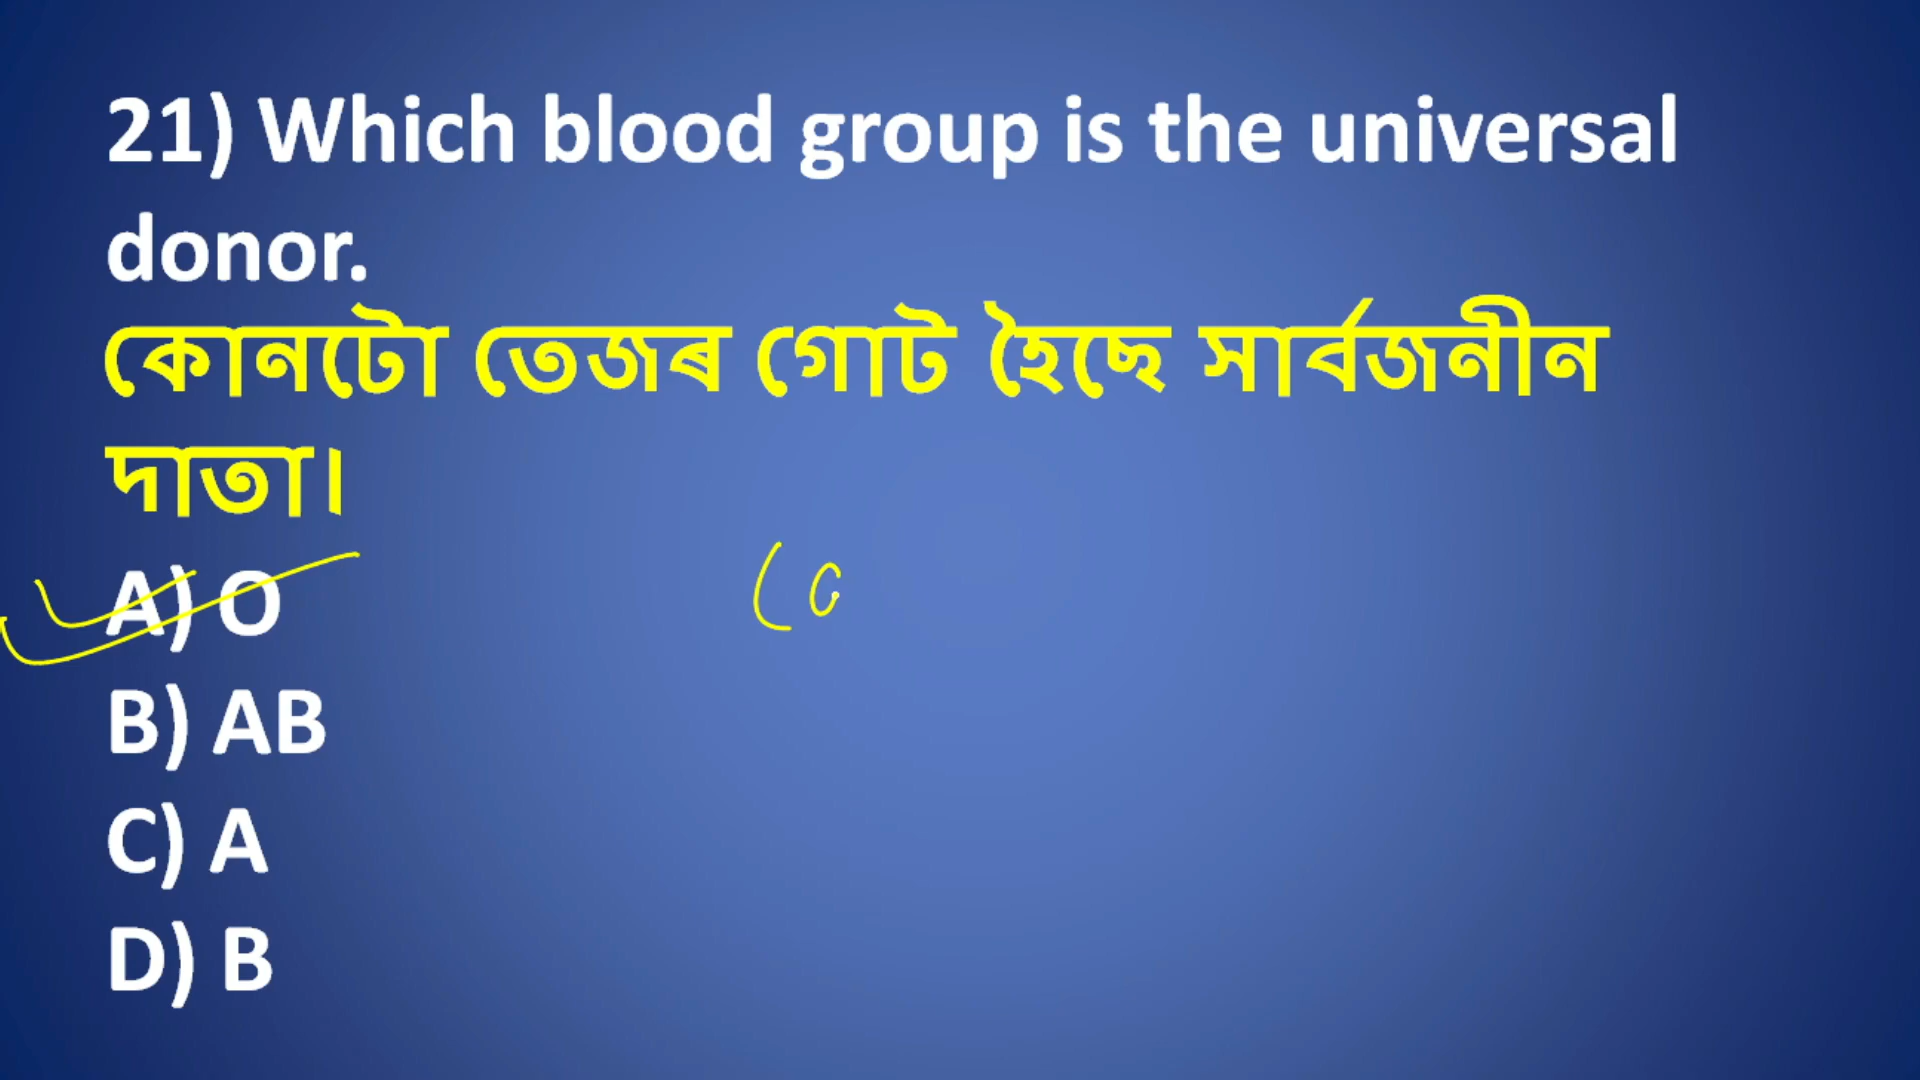 21) Which blood group is the universal
donor.
কোনটো তেজৰ গোট হৈছে সাৰ্বজনীন
দাতা।
A) O
B) AB
C) A
D) B